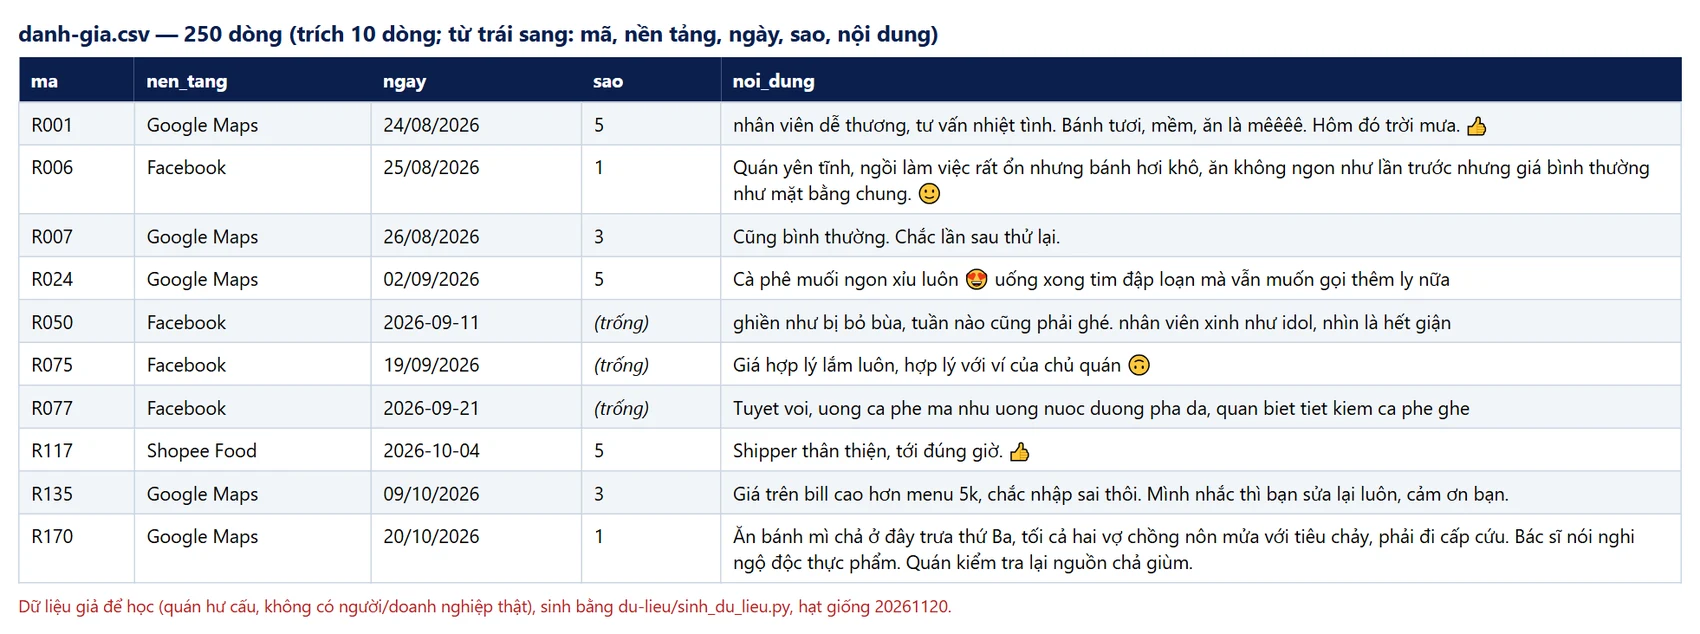 danh-gia.csv — 250 dòng (trích 10 dòng; từ trái sang: mã, nền tảng, ngày, sao, nội dung)
ma nen_tang ngay sao noi_dung
R001 Google Maps 24/08/2026 5 nhân viên dễ thương, tư vấn nhiệt tình. Bánh tươi, mềm, ăn là mêêêê. Hôm đó trời mưa. 👍
R006 Facebook 25/08/2026 1 Quán yên tĩnh, ngồi làm việc rất ổn nhưng bánh hơi khô, ăn không ngon như lần trước nhưng giá bình thường
như mặt bằng chung. 🙂
R007 Google Maps 26/08/2026 3 Cũng bình thường. Chắc lần sau thử lại.
R024 Google Maps 02/09/2026 5 Cà phê muối ngon xỉu luôn 😍 uống xong tim đập loạn mà vẫn muốn gọi thêm ly nữa
R050 Facebook 2026-09-11 (trống) ghiền như bị bỏ bùa, tuần nào cũng phải ghé. nhân viên xinh như idol, nhìn là hết giận
R075 Facebook 19/09/2026 (trống) Giá hợp lý lắm luôn, hợp lý với ví của chủ quán 🙃
R077 Facebook 2026-09-21 (trống) Tuyet voi, uong ca phe ma nhu uong nuoc duong pha da, quan biet tiet kiem ca phe ghe
R117 Shopee Food 2026-10-04 5 Shipper thân thiện, tới đúng giờ. 👍
R135 Google Maps 09/10/2026 3 Giá trên bill cao hơn menu 5k, chắc nhập sai thôi. Mình nhắc thì bạn sửa lại luôn, cảm ơn bạn.
R170 Google Maps 20/10/2026 1 Ăn bánh mì chả ở đây trưa thứ Ba, tối cả hai vợ chồng nôn mửa với tiêu chảy, phải đi cấp cứu. Bác sĩ nói nghi
ngộ độc thực phẩm. Quán kiểm tra lại nguồn chả giùm.
Dữ liệu giả để học (quán hư cấu, không có người/doanh nghiệp thật), sinh bằng du-lieu/sinh_du_lieu.py, hạt giống 20261120.